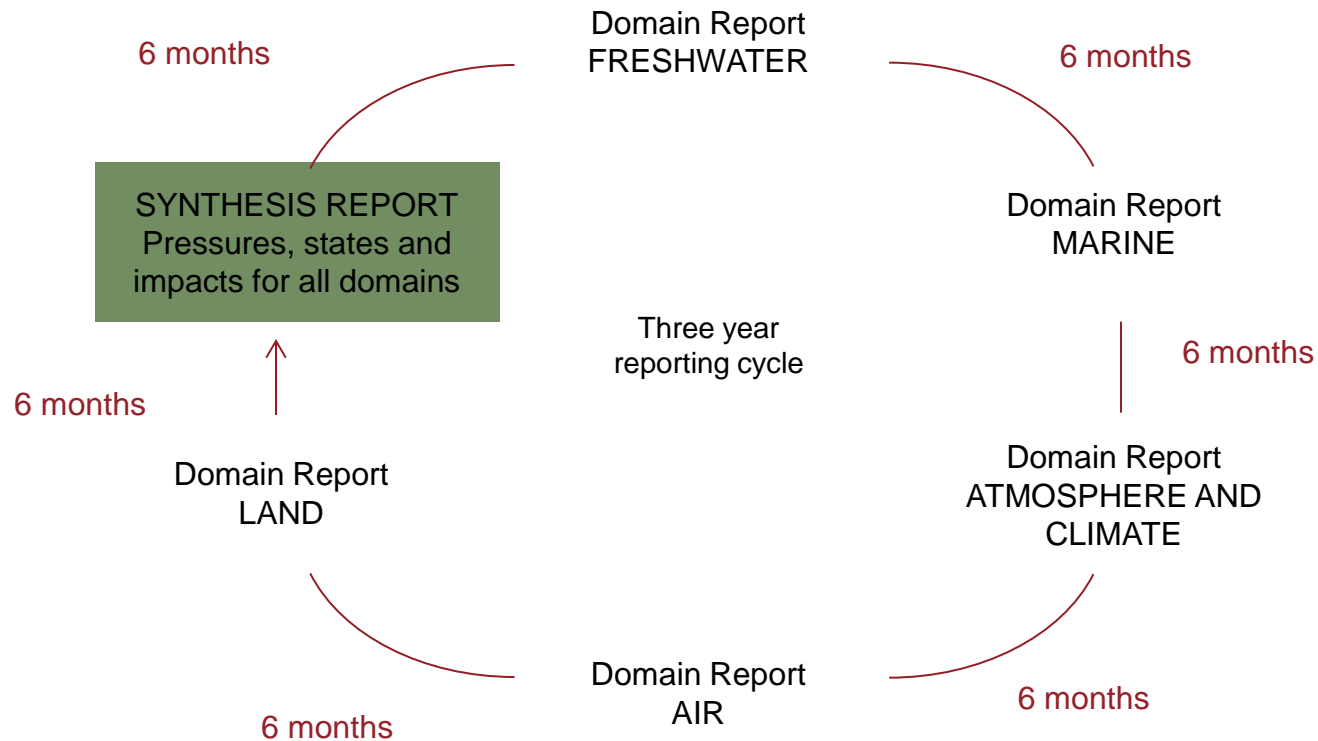 Domain Report
FRESHWATER
6 months
6 months
SYNTHESIS REPORT
Pressures, states and
impacts for all domains
Domain Report
MARINE
Three year
reporting cycle
6 months
6 months
Domain Report
LAND
Domain Report
ATMOSPHERE AND
CLIMATE
Domain Report
AIR
6 months
6 months